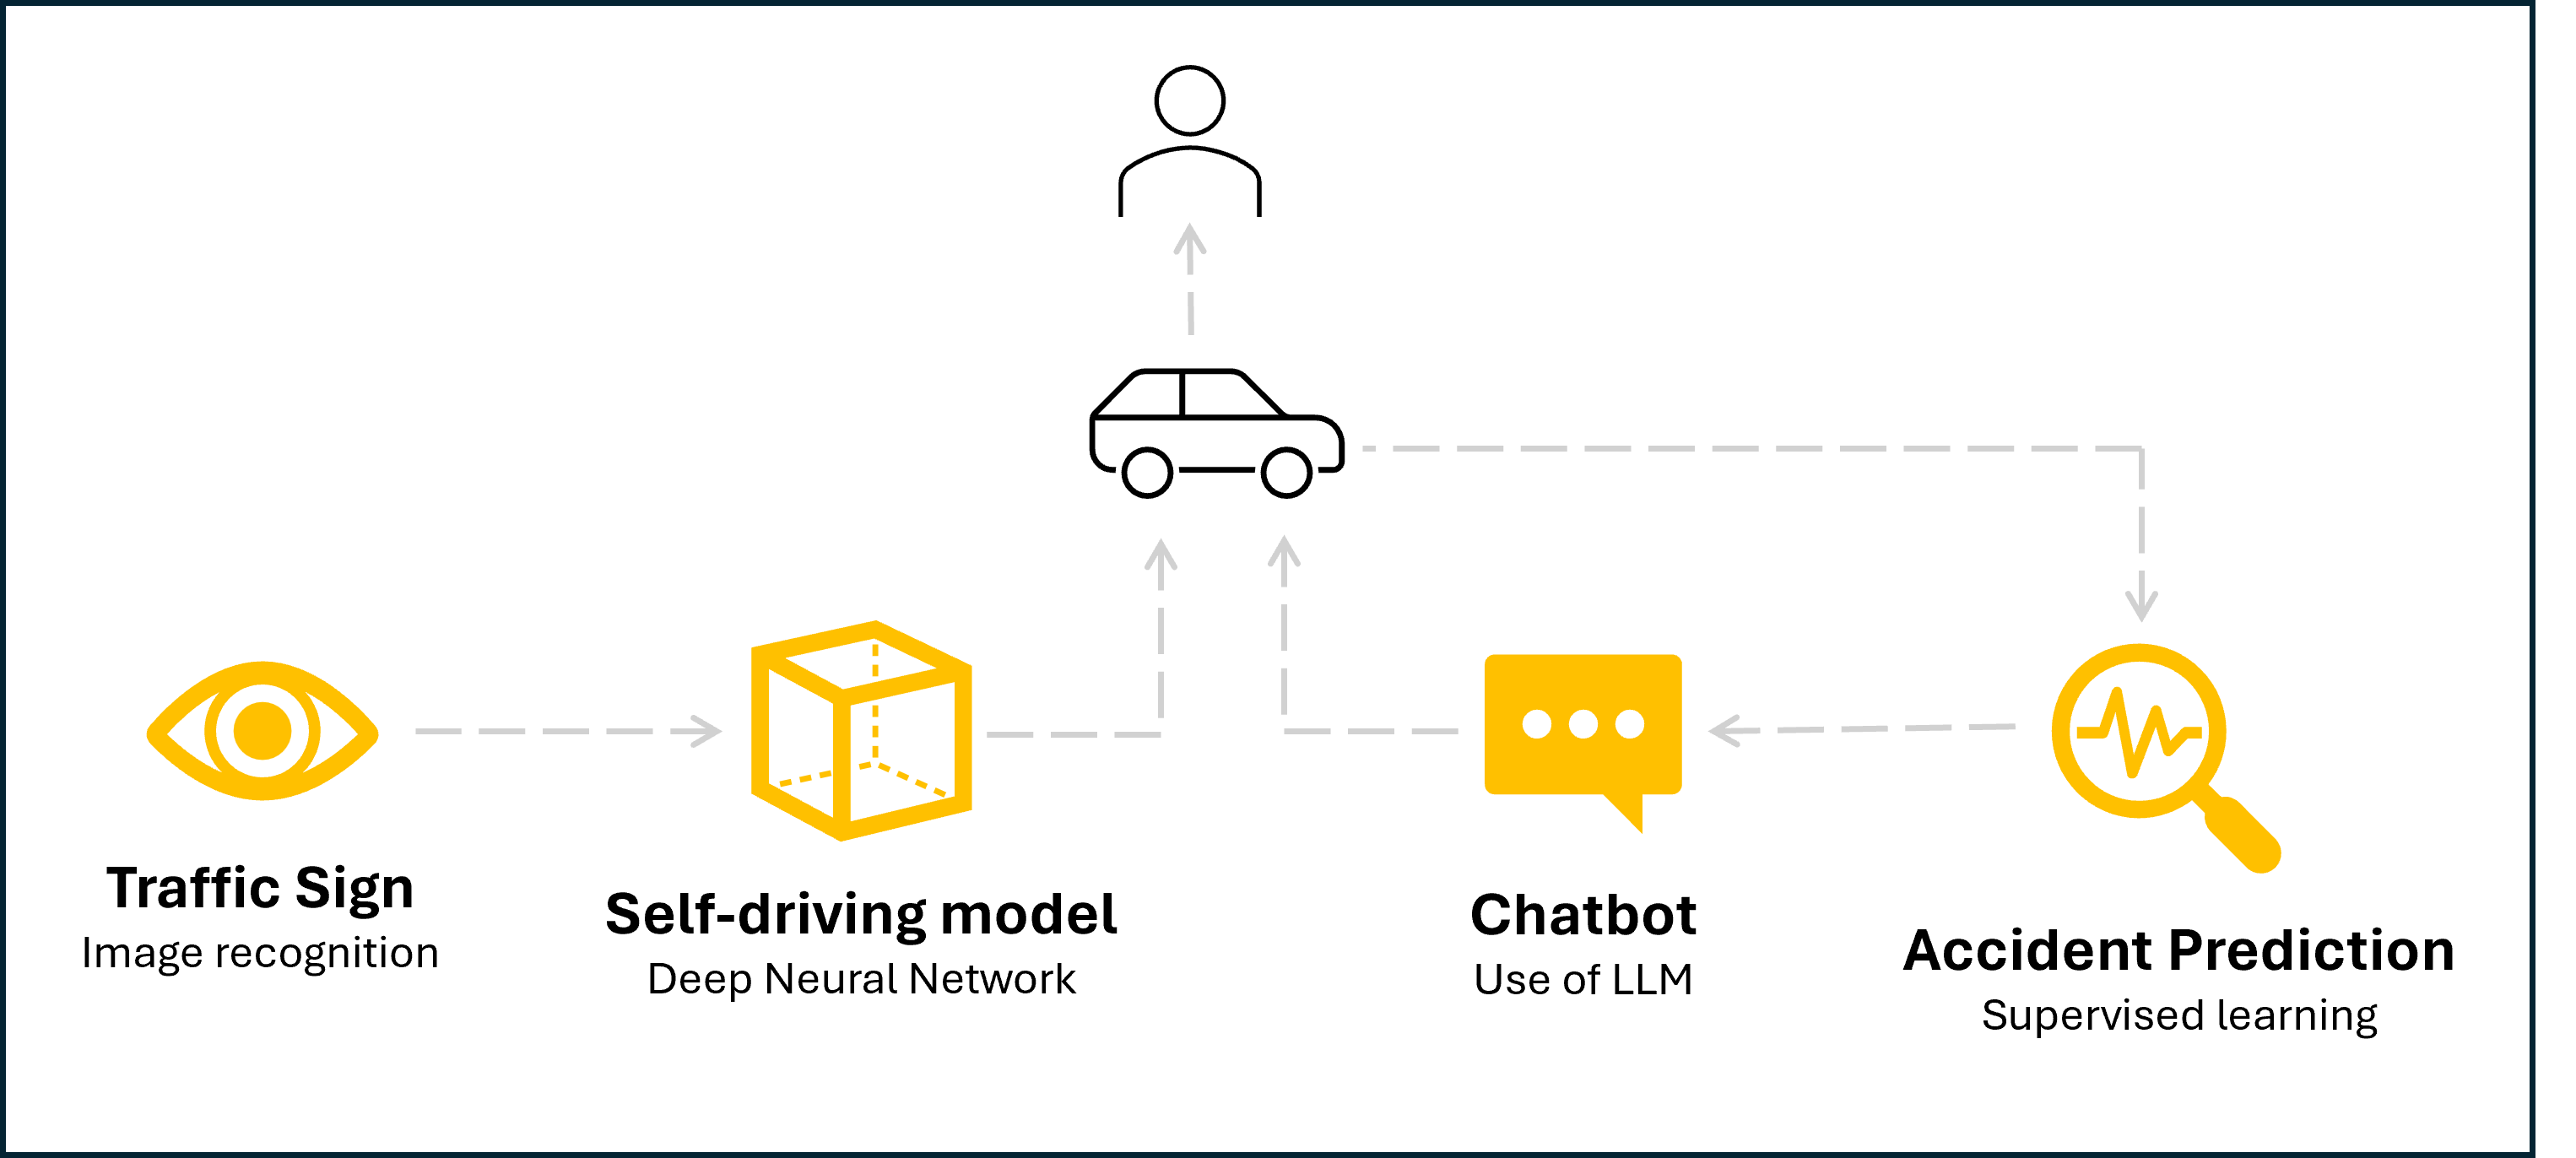 Traffic Sign
Image recognition
Self-driving model
Deep Neural Network
Chatbot
Use of LLM
Accident Prediction
Supervised learning